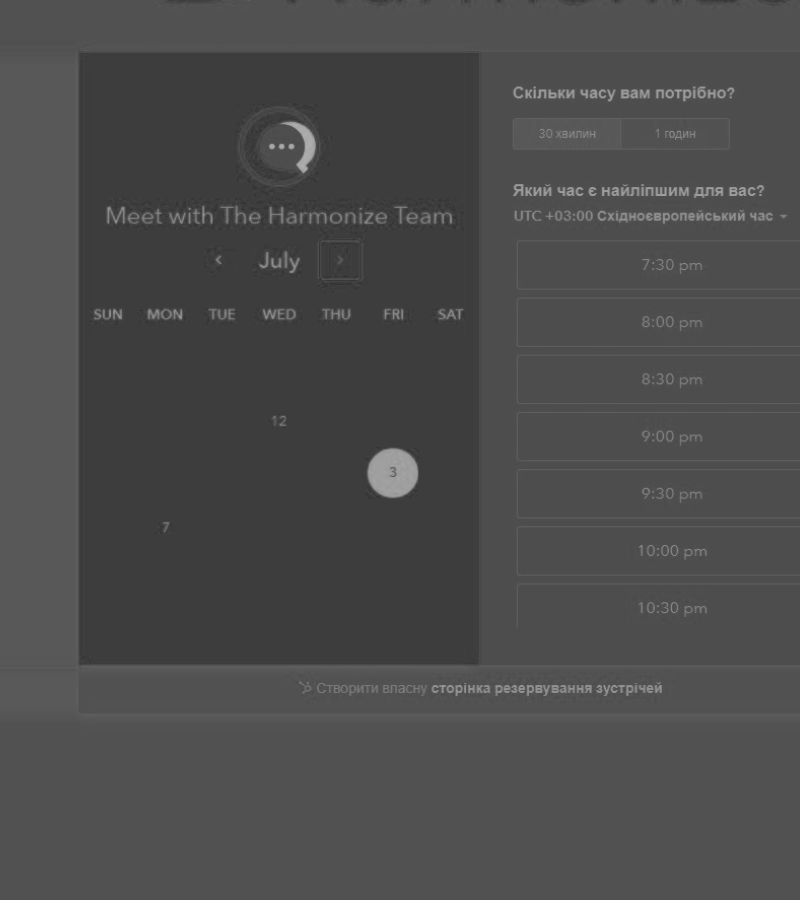 Meet with The Harmonize Team
July
SUN MON TUE WED THU FRI SAT
12
3
7
Скільки часу вам потрібно?
30 хвилин 1 годин
Який час є найліпшим для вас?
UTC +03:00 Східноєвропейський час
7:30 pm
8:00 pm
8:30 pm
9:00 pm
9:30 pm
10:00 pm
10:30 pm
Створити власну сторінка резервування зустрічей